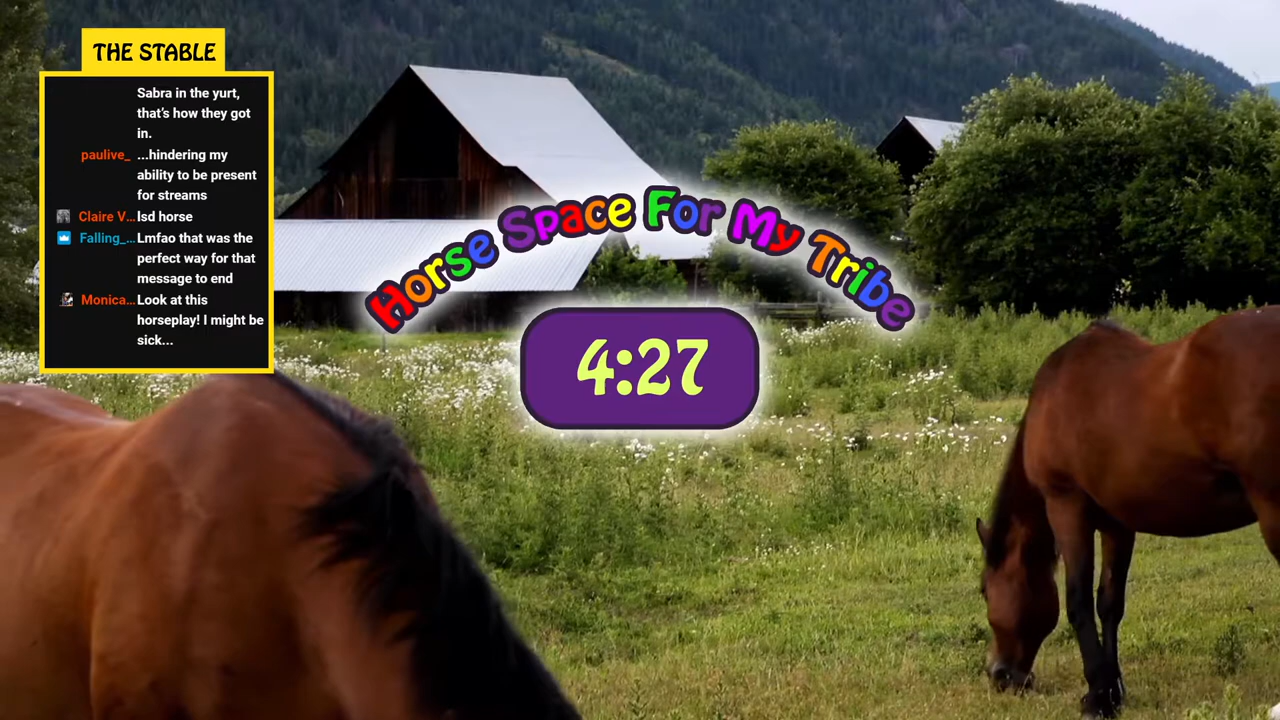 THE STABLE
Sabra in the yurt,
that's how they got
in.
paulive_ ...hindering my
ability to be present
for streams
Claire V... Isd horse
Falling_... Lmfao that was the
perfect way for that
message to end
Monica... Look at this
horseplay! I might be
sick...
Horse Space For My Tribe
4:27